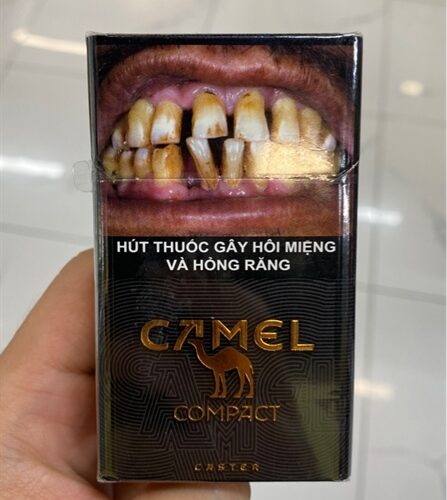 HÚT THUỐC GÂY HÔI MIỆNG
VÀ HỎNG RĂNG
CAMEL
COMPACT
CASTER